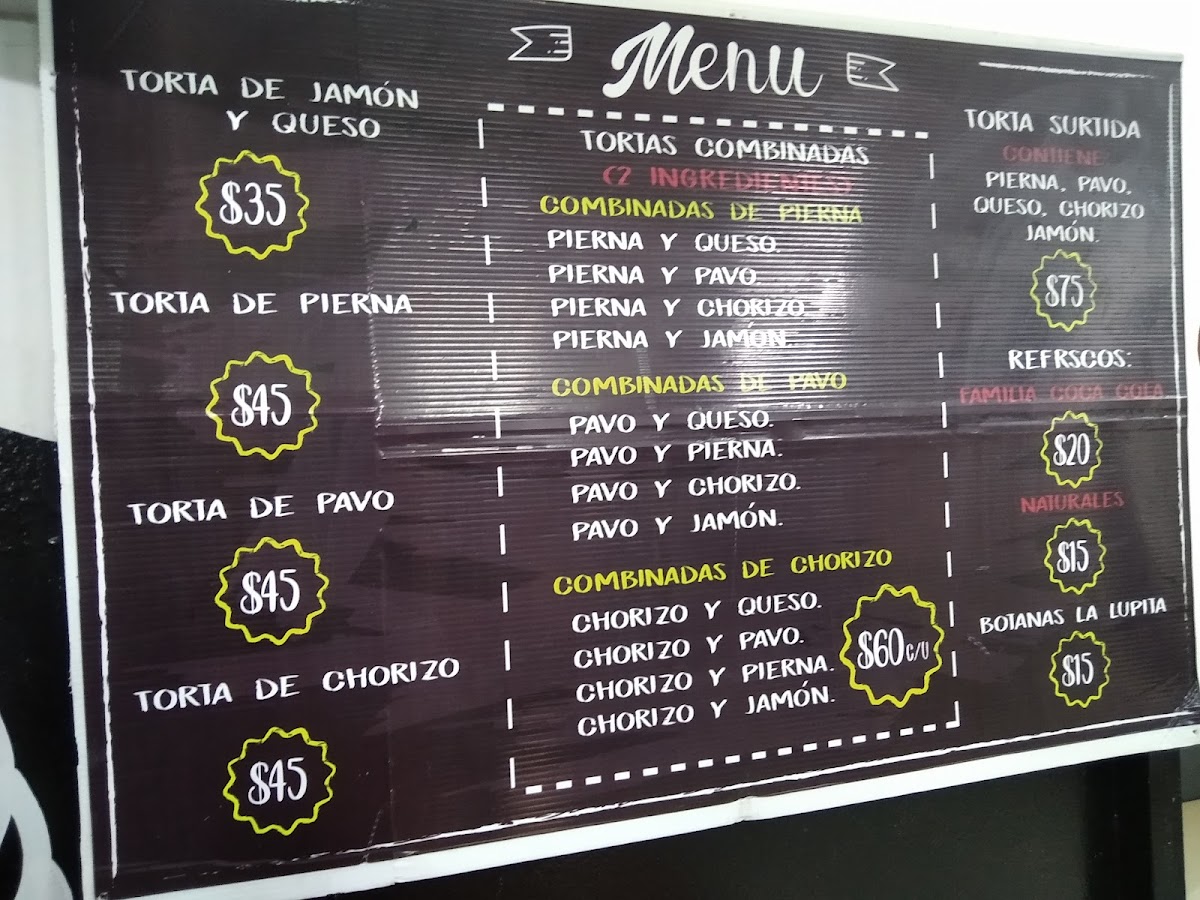 Menu
TORTA DE JAMÓN
Y QUESO
$35
TORTA DE PIERNA
$45
TORTA DE PAVO
$45
TORTA DE CHORIZO
$45
TORTAS COMBINADAS
(2 INGREDIENTES)
COMBINADAS DE PIERNA
PIERNA Y QUESO.
PIERNA Y PAVO.
PIERNA Y CHORIZO.
PIERNA Y JAMÓN.
COMBINADAS DE PAVO
PAVO Y QUESO.
PAVO Y PIERNA.
PAVO Y CHORIZO.
PAVO Y JAMÓN.
COMBINADAS DE CHORIZO
CHORIZO Y QUESO.
CHORIZO Y PAVO.
CHORIZO Y PIERNA.
CHORIZO Y JAMÓN.
$60 C/U
TORTA SURTIDA
CONTIENE:
PIERNA, PAVO,
QUESO, CHORIZO
JAMÓN.
$75
REFRSCOS:
FAMILIA COCA COLA
$20
NATURALES
$15
BOTANAS LA LUPITA
$15